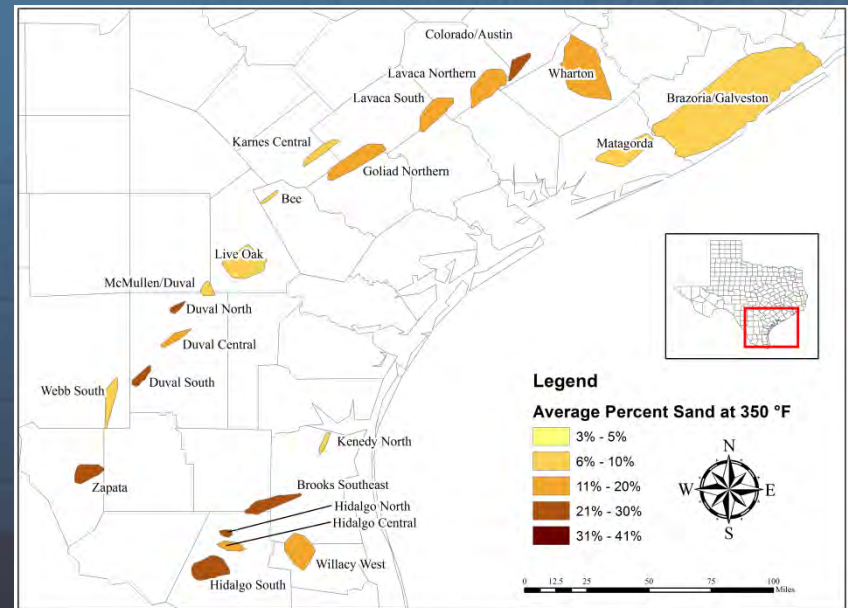 Colorado/Austin
Lavaca Northern
Wharton
Lavaca South
Brazoria/Galveston
Karnes Central
Matagorda
Goliad Northern
Bee
Live Oak
McMullen/Duval
Duval North
Duval Central
Duval South
Webb South
Kenedy North
Zapata
Brooks Southeast
Hidalgo North
Hidalgo Central
Willacy West
Hidalgo South
Legend
Average Percent Sand at 350 °F
3% - 5%
6% - 10%
11% - 20%
21% - 30%
31% - 41%
N
W E
S
0 12.5 25 50 75 100
Miles